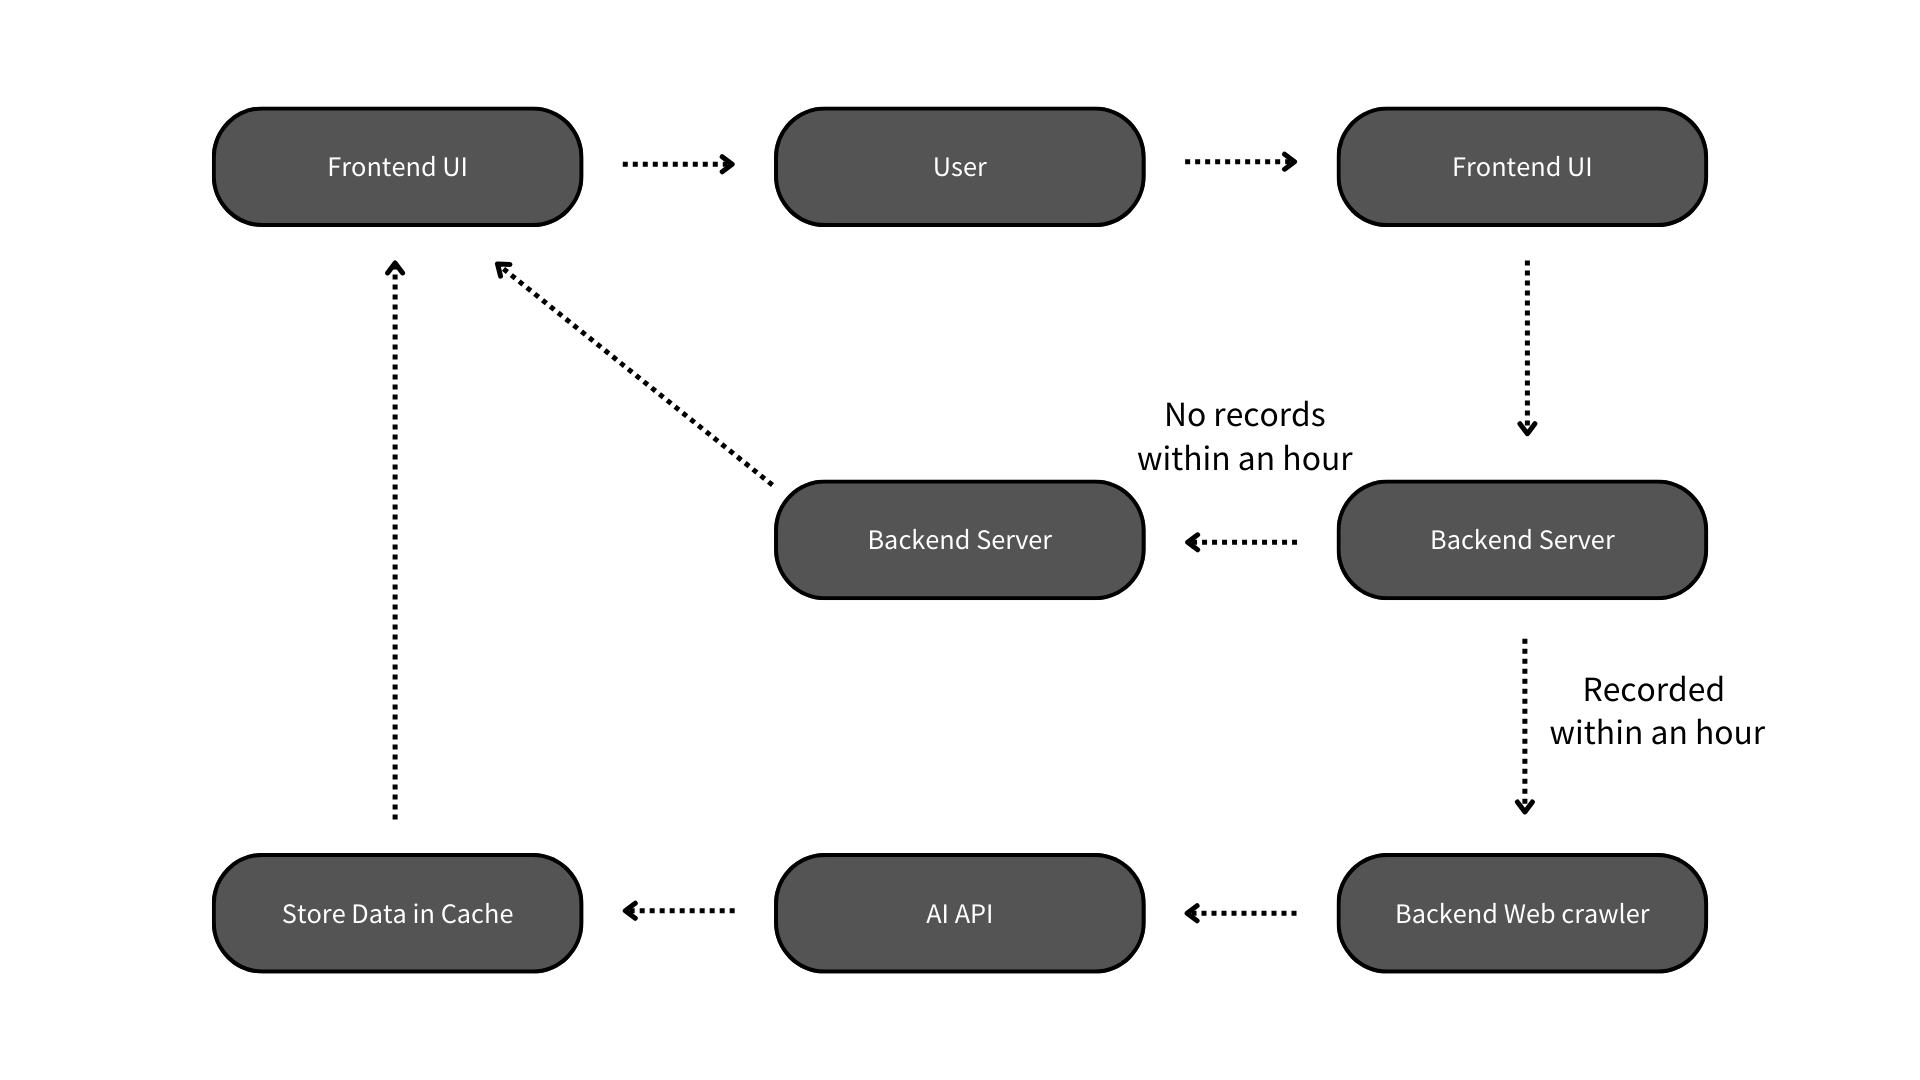 Frontend UI
User
Frontend UI
No records
within an hour
Backend Server
Backend Server
Recorded
within an hour
Store Data in Cache
AI API
Backend Web crawler